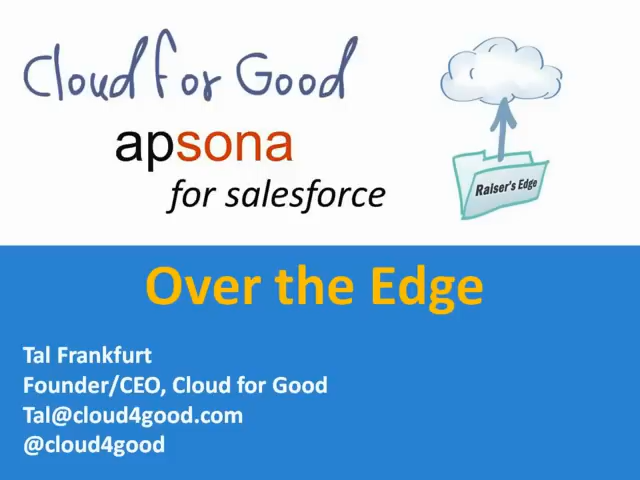 Cloud for Good
apsona
for salesforce
Raiser's Edge
Over the Edge
Tal Frankfurt
Founder/CEO, Cloud for Good
Tal@cloud4good.com
@cloud4good